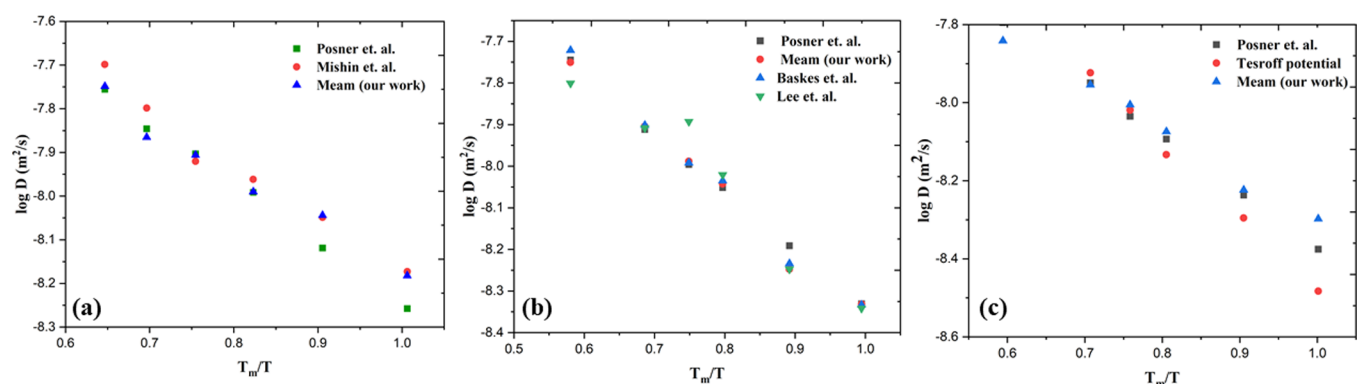 -7.6
-7.7
-7.8
-7.9
-8.0
-8.1
-8.2
-8.3
log D (m²/s)
Posner et. al.
Mishin et. al.
Meam (our work)
(a)
0.6 0.7 0.8 0.9 1.0
Tm/T
-7.7
-7.8
-7.9
-8.0
-8.1
-8.2
-8.3
-8.4
log D (m²/s)
Posner et. al.
Meam (our work)
Baskes et. al.
Lee et. al.
(b)
0.5 0.6 0.7 0.8 0.9 1.0
Tm/T
-7.8
-8.0
-8.2
-8.4
-8.6
log D (m²/s)
Posner et. al.
Tesroff potential
Meam (our work)
(c)
0.6 0.7 0.8 0.9 1.0
Tm/T